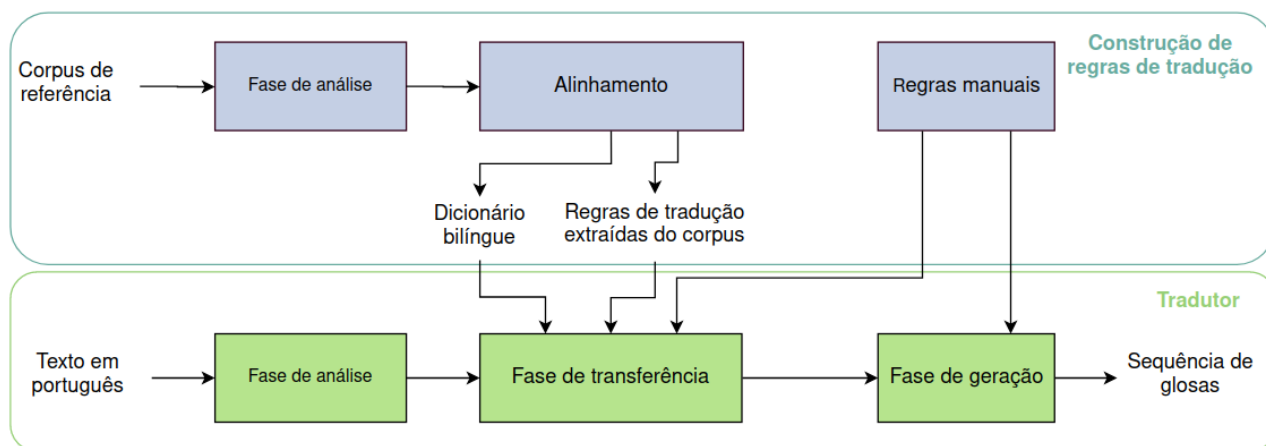 Construção de
regras de tradução
Corpus de
referência
Fase de análise
Alinhamento
Regras manuais
Dicionário
bilíngue
Regras de tradução
extraídas do corpus
Tradutor
Texto em
português
Fase de análise
Fase de transferência
Fase de geração
Sequência de
glosas